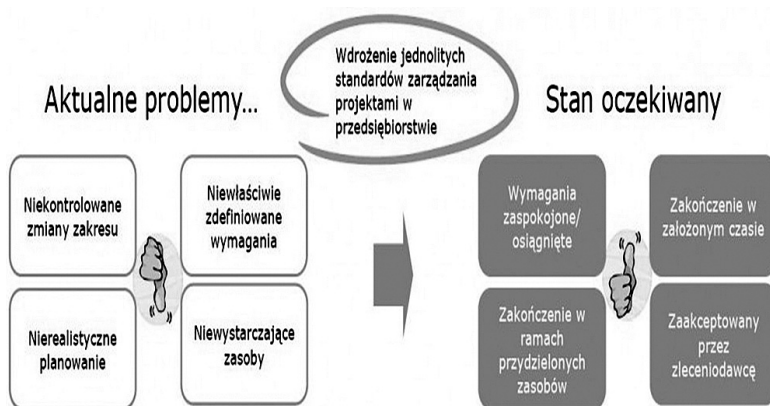 Wdrożenie jednolitych
standardów zarządzania
projektami w
przedsiębiorstwie
Aktualne problemy...
Stan oczekiwany
Niekontrolowane
zmiany zakresu
Niewłaściwie
zdefiniowane
wymagania
Nierealistyczne
planowanie
Niewystarczające
zasoby
Wymagania
zaspokojone/
osiągnięte
Zakończenie w
założonym czasie
Zakończenie w
ramach
przydzielonych
zasobów
Zaakceptowany
przez
zleceniodawcę